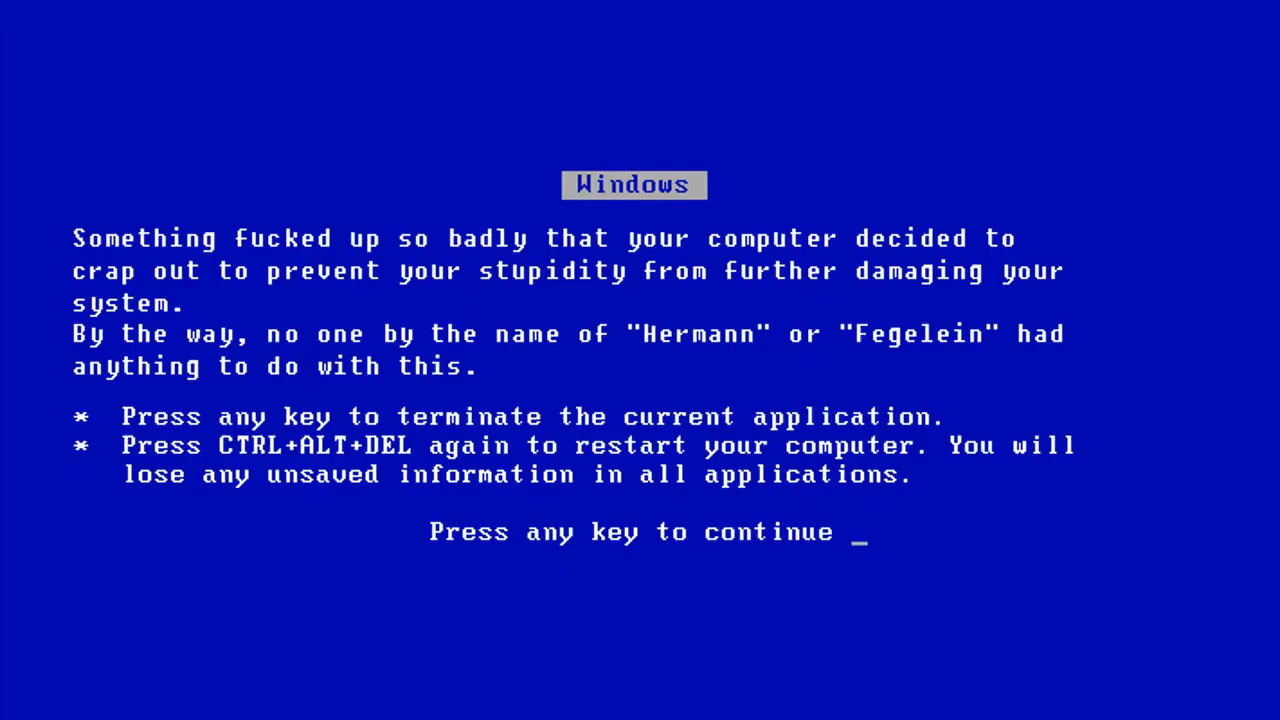 Windows
Something fucked up so badly that your computer decided to
crap out to prevent your stupidity from further damaging your
system.
By the way, no one by the name of "Hermann" or "Fegelein" had
anything to do with this.
* Press any key to terminate the current application.
* Press CTRL+ALT+DEL again to restart your computer. You will
lose any unsaved information in all applications.
Press any key to continue _